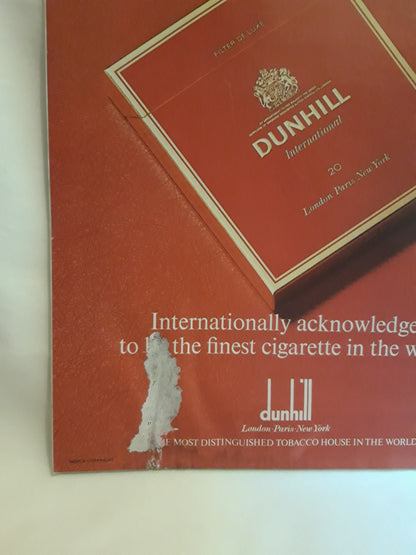 FILTER DE LUXE
DUNHILL
International
20
London·Paris·New York
Internationally acknowledge
to the finest cigarette in the w
dunhill
London·Paris·New York
E MOST DISTINGUISHED TOBACCO HOUSE IN THE WORLD